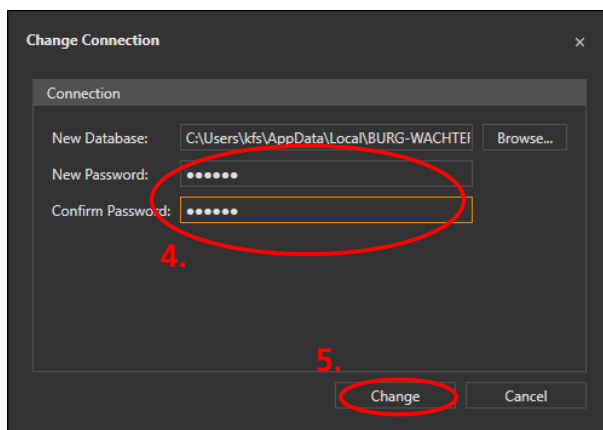 Change Connection ×
Connection
New Database: C:\Users\kfs\AppData\Local\BURG-WACHTER Browse...
New Password: ●●●●●●
Confirm Password: ●●●●●●
4.
5.
Change Cancel